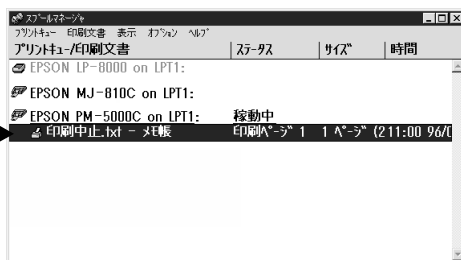 スプールマネージャ
プリントキュー 印刷文書 表示 オプション ヘルプ
プリントキュー/印刷文書 ステータス サイズ 時間
EPSON LP-8000 on LPT1:
EPSON MJ-810C on LPT1:
EPSON PM-5000C on LPT1: 稼動中
印刷中止.txt - メモ帳 印刷ページ 1 1 ページ (2 11:00 96/0